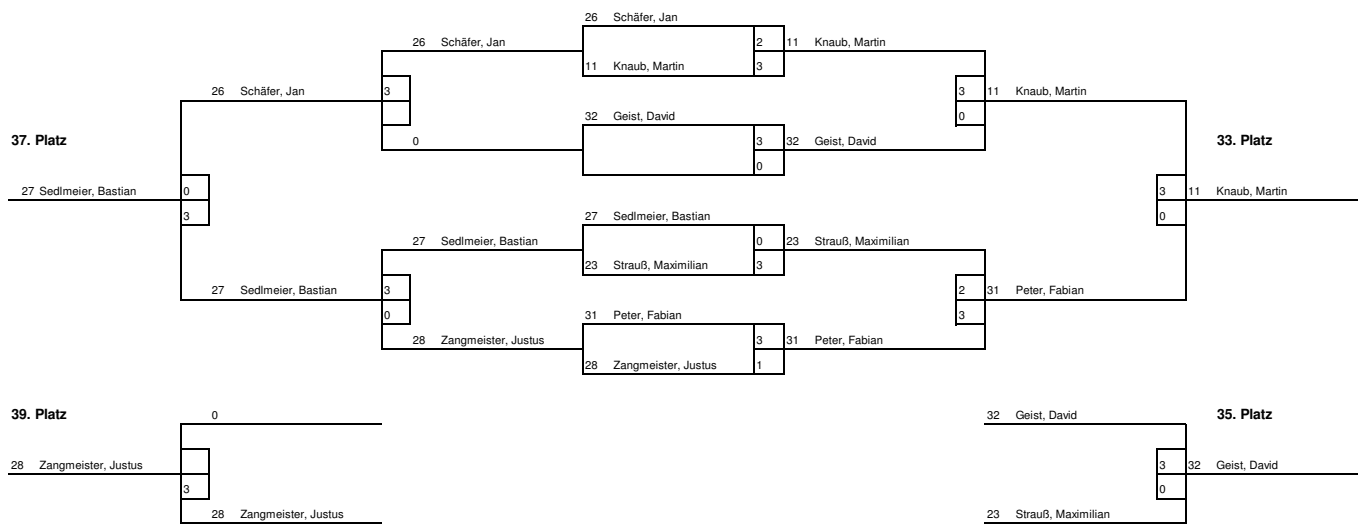 26 Schäfer, Jan
26 Schäfer, Jan 2 11 Knaub, Martin
11 Knaub, Martin 3
26 Schäfer, Jan 3 3 11 Knaub, Martin
0
32 Geist, David
37. Platz 0 3 32 Geist, David 33. Platz
0
27 Sedlmeier, Bastian 0 3 11 Knaub, Martin
3 27 Sedlmeier, Bastian 0
27 Sedlmeier, Bastian 0 23 Strauß, Maximilian
23 Strauß, Maximilian 3
27 Sedlmeier, Bastian 3 2 31 Peter, Fabian
0 31 Peter, Fabian 3
28 Zangmeister, Justus 3 31 Peter, Fabian
28 Zangmeister, Justus 1
39. Platz 0 32 Geist, David 35. Platz
28 Zangmeister, Justus 3 32 Geist, David
3 0
28 Zangmeister, Justus 23 Strauß, Maximilian